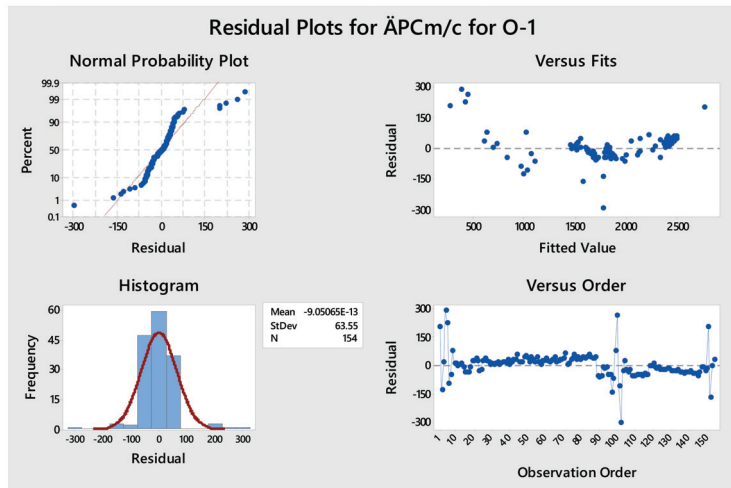 Residual Plots for ÄPCm/c for O-1
Normal Probability Plot
99.9
99
90
50
10
1
0.1
Percent
-300 -150 0 150 300
Residual
Versus Fits
300
150
0
-150
-300
Residual
500 1000 1500 2000 2500
Fitted Value
Histogram
60
45
30
15
0
Frequency
-300 -200 -100 0 100 200 300
Residual
Mean -9.05065E-13
StDev 63.55
N 154
Versus Order
300
150
0
-150
-300
Residual
1 10 20 30 40 50 60 70 80 90 100 110 120 130 140 150
Observation Order